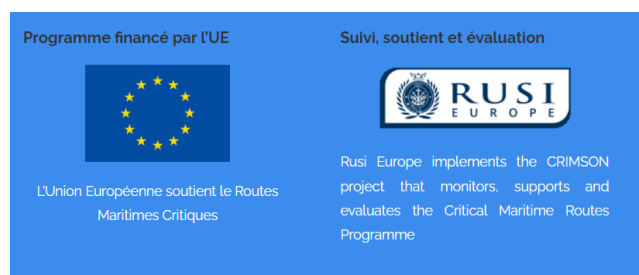 Programme financé par l'UE
L'Union Européenne soutient le Routes
Maritimes Critiques
Suivi, soutient et évaluation
RUSI
EUROPE
Rusi Europe implements the CRIMSON
project that monitors, supports and
evaluates the Critical Maritime Routes
Programme